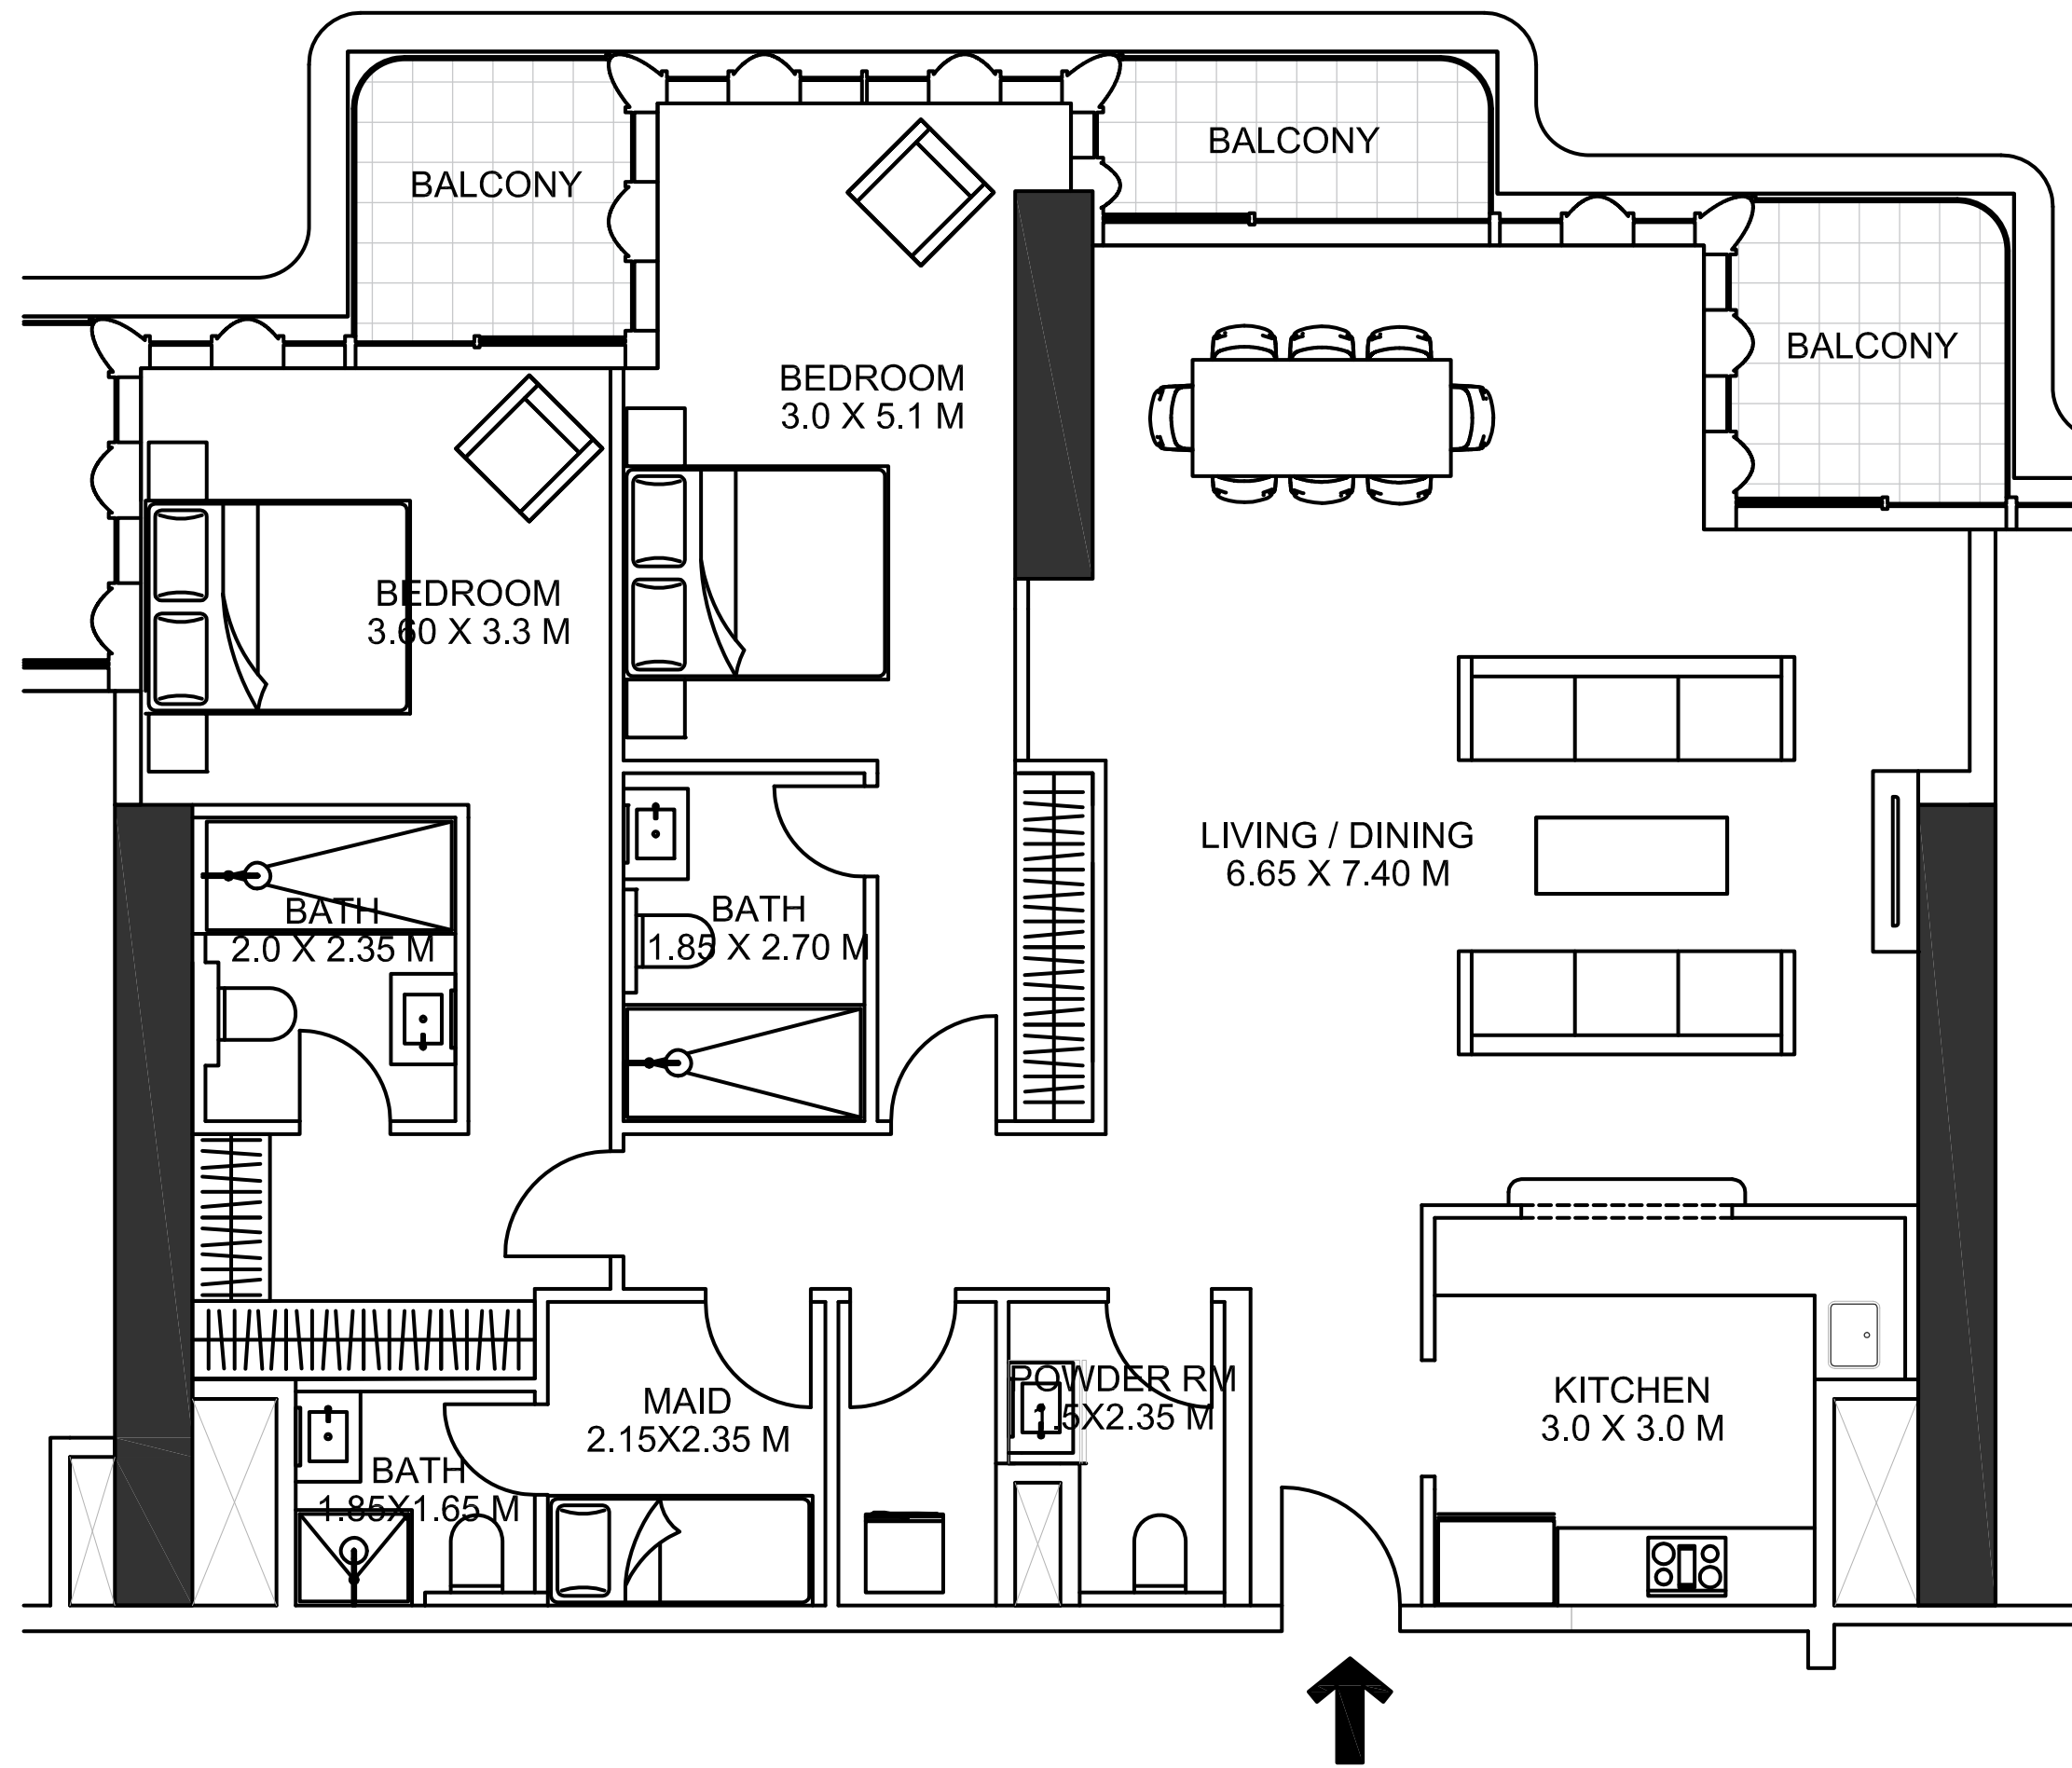 BALCONY
BALCONY
BALCONY
BEDROOM
3.0 X 5.1 M
BEDROOM
3.60 X 3.3 M
LIVING / DINING
6.65 X 7.40 M
BATH
2.0 X 2.35 M
BATH
1.85 X 2.70 M
POWDER RM
1.5X2.35 M
KITCHEN
3.0 X 3.0 M
MAID
2.15X2.35 M
BATH
1.85X1.65 M